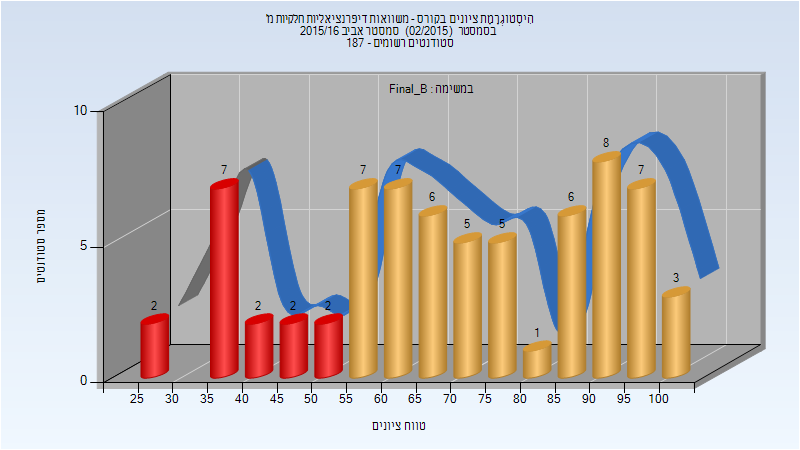 הִיסְטוֹגְרָמַת ציונים בקורס - משוואות דיפרנציאליות חלקיות מ'
בסמסטר (02/2015) סמסטר אביב 2015/16
סטודנטים רשומים - 187
במשימה : Final_B
מספר סטודנטים
10
5
0
2
7
2
2
2
7
7
6
5
5
1
6
8
7
3
25 30 35 40 45 50 55 60 65 70 75 80 85 90 95 100
טווח ציונים